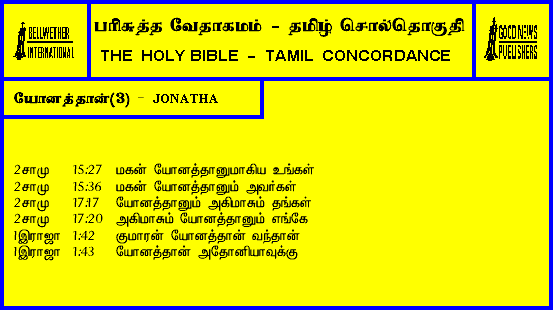 BELLWETHER
INTERNATIONAL
பரிசுத்த வேதாகமம் - தமிழ் சொல்தொகுதி
THE HOLY BIBLE - TAMIL CONCORDANCE
GOOD NEWS
PUBLISHERS
யோனத்தான்(3) - JONATHA
2சாமு 15:27 மகன் யோனத்தானுமாகிய உங்கள்
2சாமு 15:36 மகன் யோனத்தானும் அவர்கள்
2சாமு 17:17 யோனத்தானும் அகிமாசும் தங்கள்
2சாமு 17:20 அகிமாசும் யோனத்தானும் எங்கே
1இராஜா 1:42 குமாரன் யோனத்தான் வந்தான்
1இராஜா 1:43 யோனத்தான் அதோனியாவுக்கு